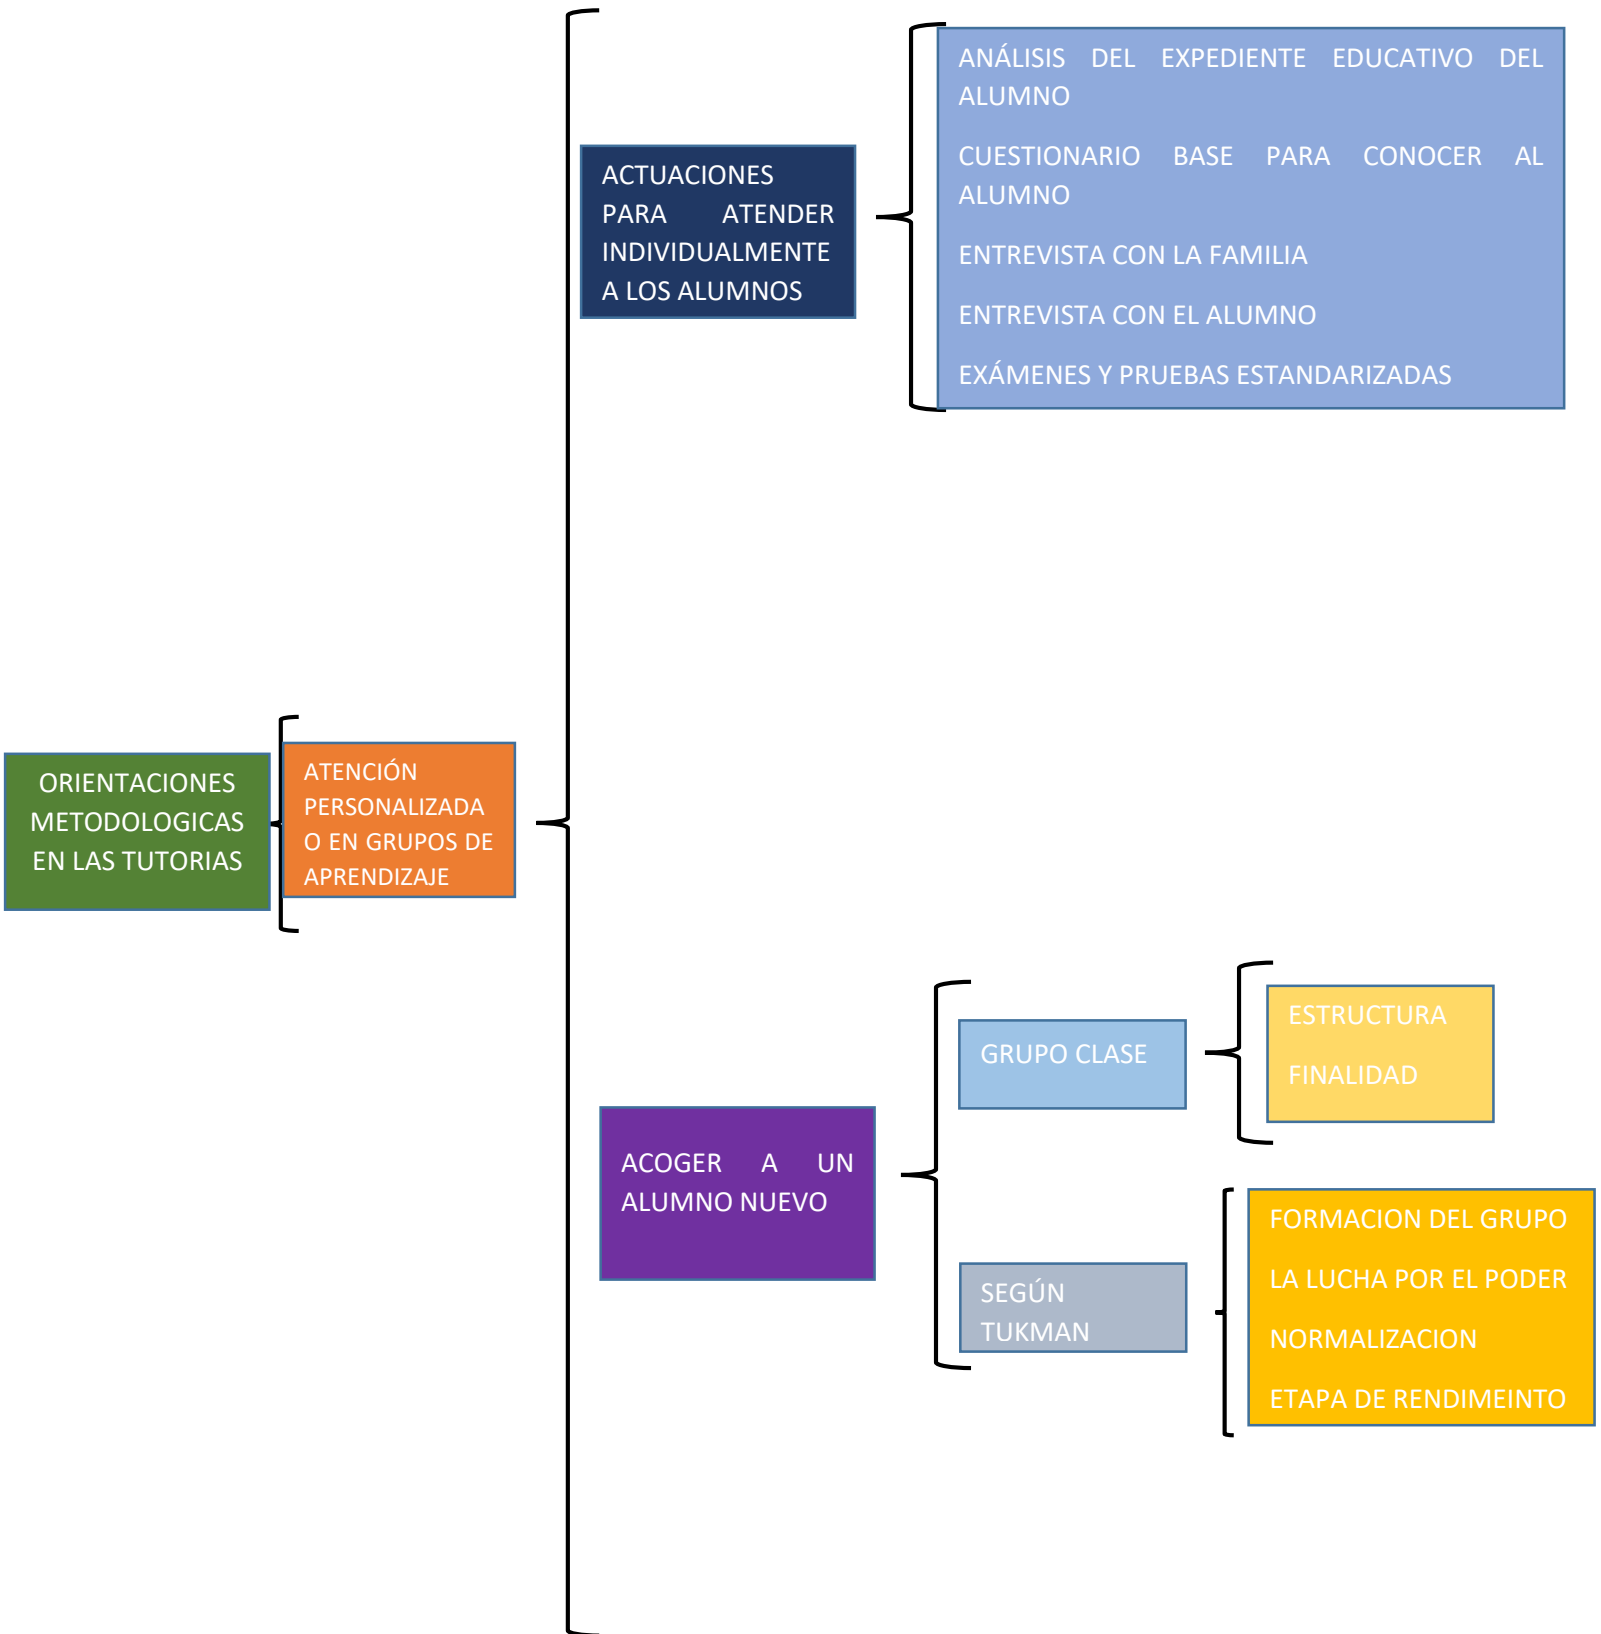 ORIENTACIONES
METODOLOGICAS
EN LAS TUTORIAS
ATENCIÓN
PERSONALIZADA
O EN GRUPOS DE
APRENDIZAJE
ACTUACIONES
PARA ATENDER
INDIVIDUALMENTE
A LOS ALUMNOS
ANÁLISIS DEL EXPEDIENTE EDUCATIVO DEL
ALUMNO
CUESTIONARIO BASE PARA CONOCER AL
ALUMNO
ENTREVISTA CON LA FAMILIA
ENTREVISTA CON EL ALUMNO
EXÁMENES Y PRUEBAS ESTANDARIZADAS
ACOGER A UN
ALUMNO NUEVO
GRUPO CLASE
ESTRUCTURA
FINALIDAD
SEGÚN
TUKMAN
FORMACION DEL GRUPO
LA LUCHA POR EL PODER
NORMALIZACION
ETAPA DE RENDIMEINTO